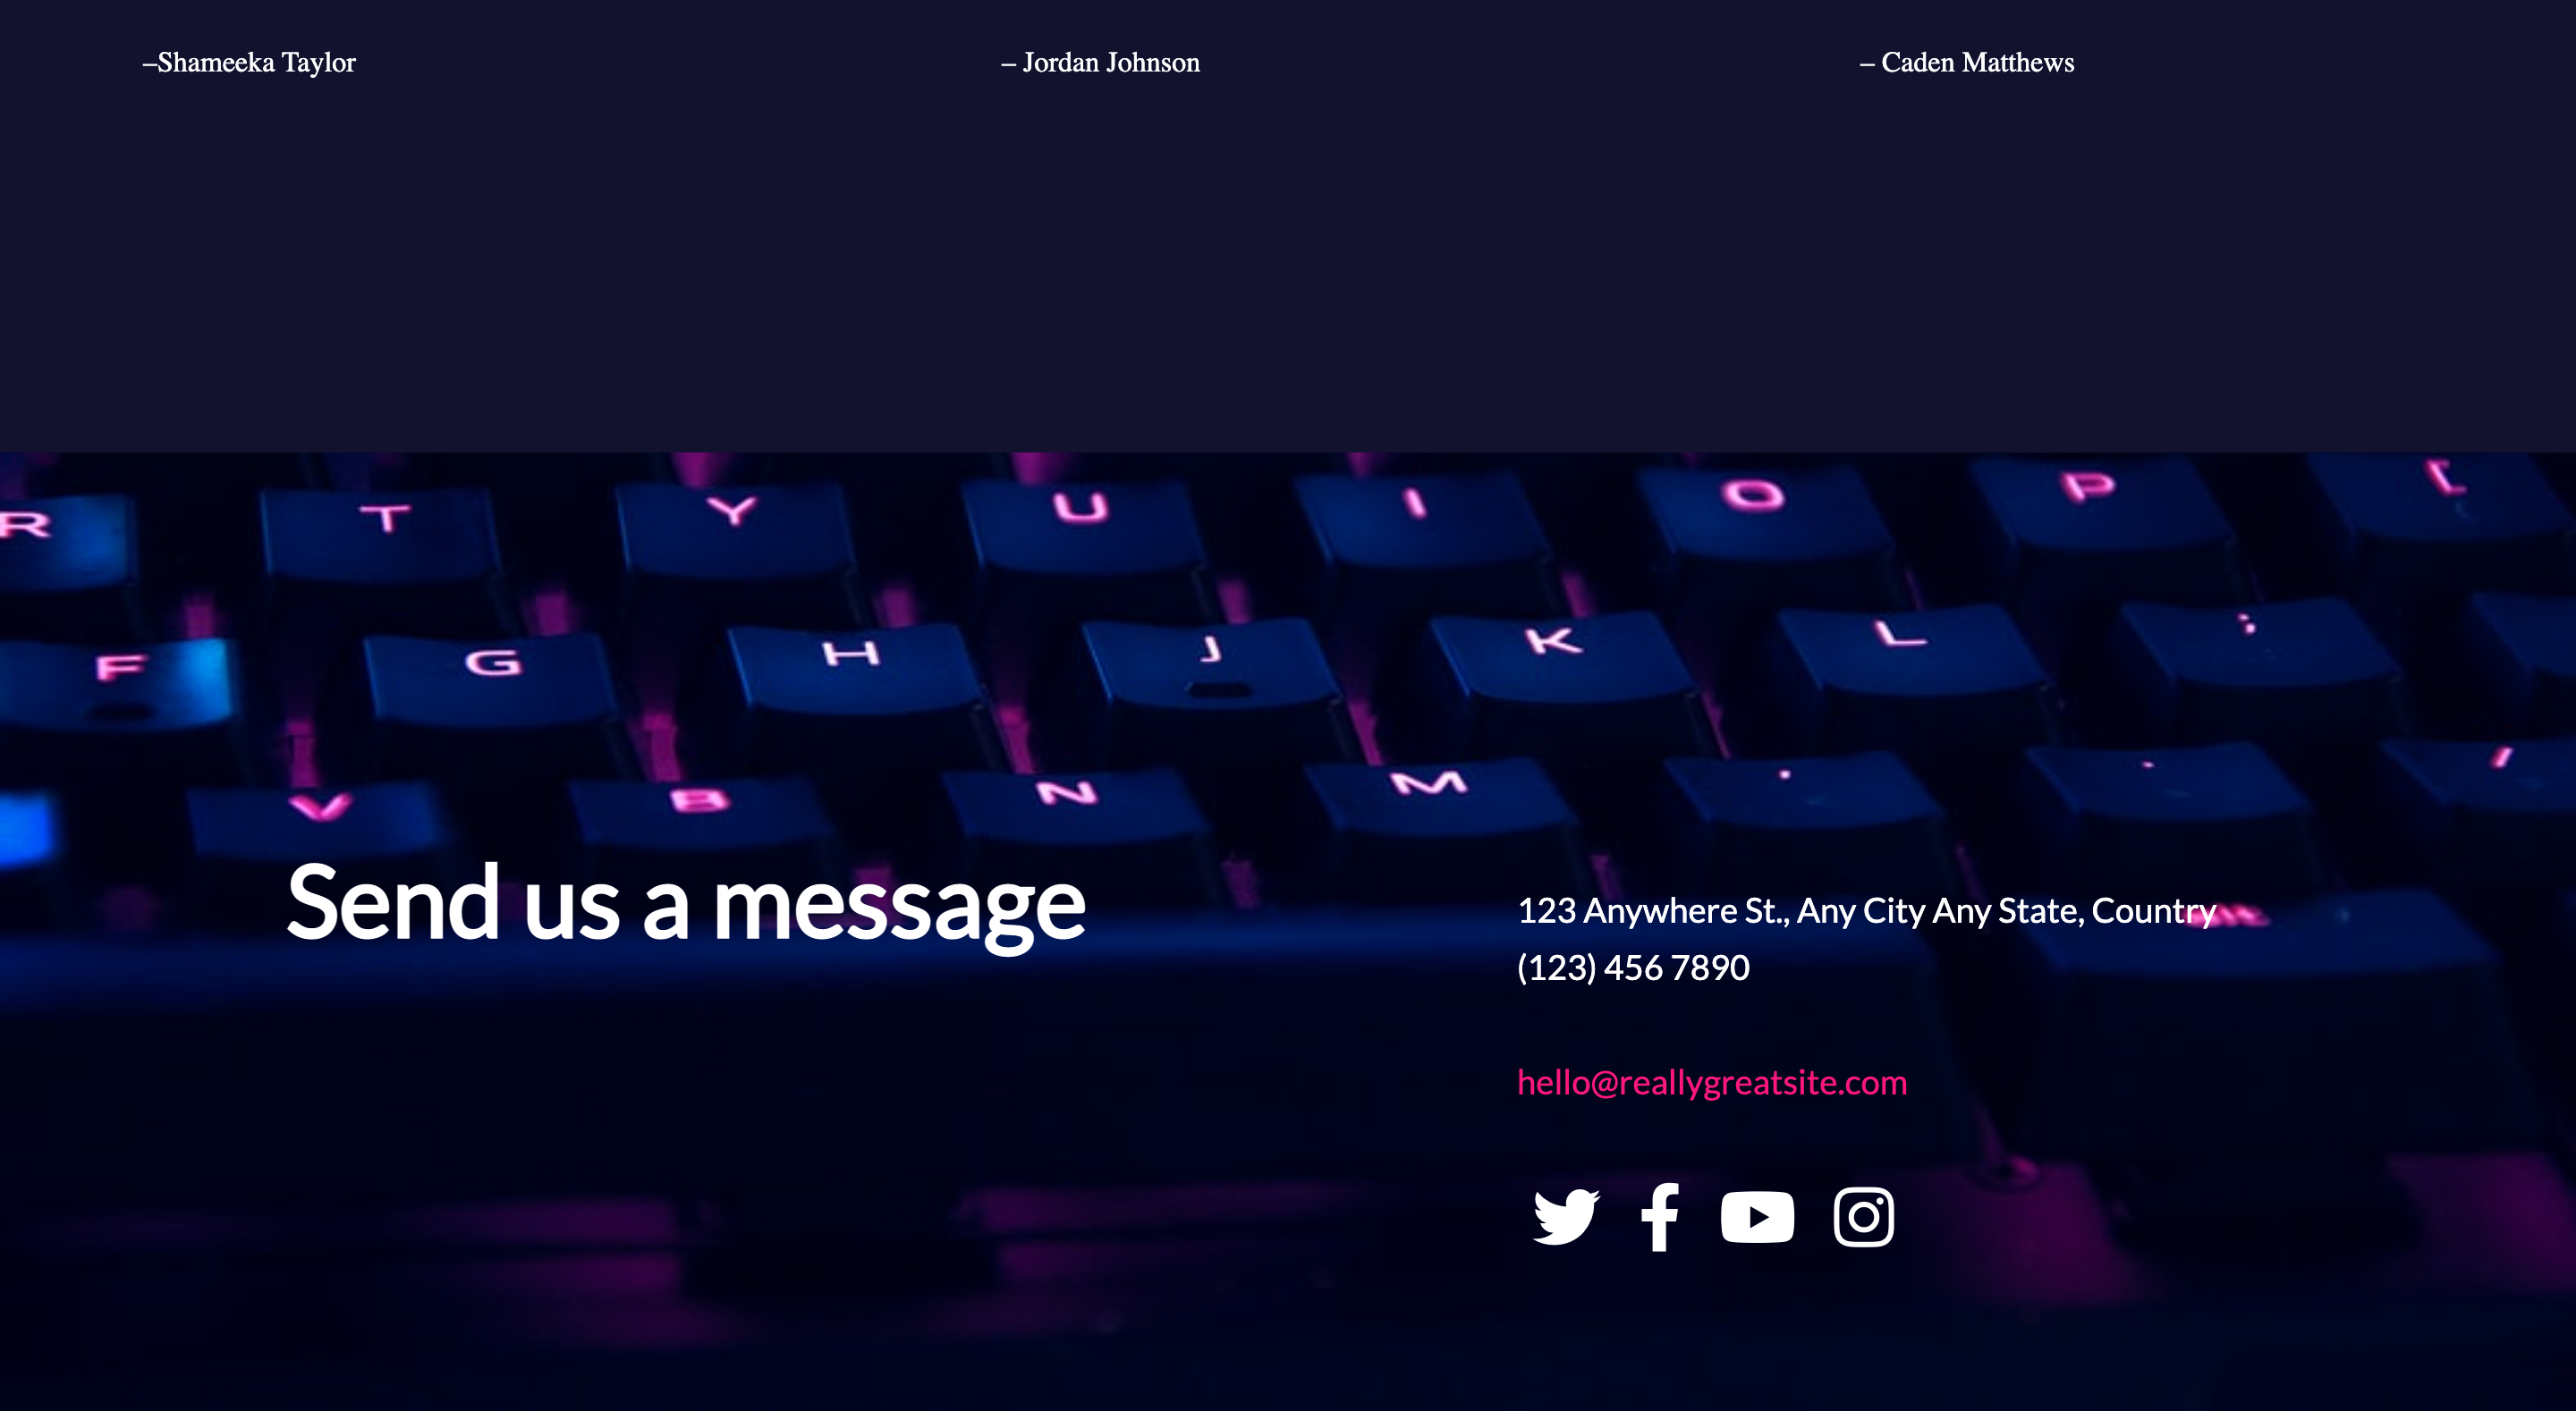 –Shameeka Taylor
– Jordan Johnson
– Caden Matthews
R T Y U I O P [
F G H J K L ;
V B N M , . /
Send us a message
123 Anywhere St., Any City Any State, Country
(123) 456 7890
hello@reallygreatsite.com